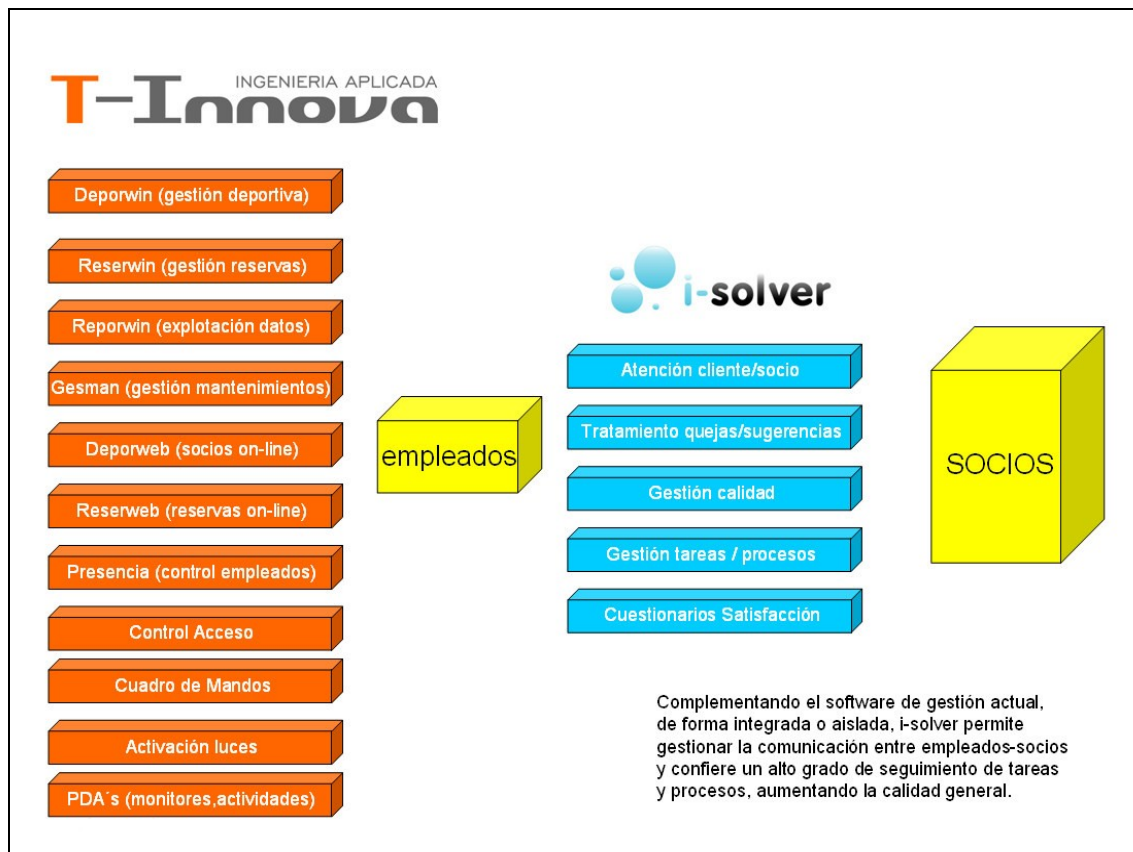 INGENIERIA APLICADA
T-Innova
Deporwin (gestión deportiva)
Reserwin (gestión reservas)
Reporwin (explotación datos)
Gesman (gestión mantenimientos)
Deporweb (socios on-line)
Reserweb (reservas on-line)
Presencia (control empleados)
Control Acceso
Cuadro de Mandos
Activación luces
PDA´s (monitores,actividades)
empleados
i-solver
Atención cliente/socio
Tratamiento quejas/sugerencias
Gestión calidad
Gestión tareas / procesos
Cuestionarios Satisfacción
SOCIOS
Complementando el software de gestión actual,
de forma integrada o aislada, i-solver permite
gestionar la comunicación entre empleados-socios
y confiere un alto grado de seguimiento de tareas
y procesos, aumentando la calidad general.